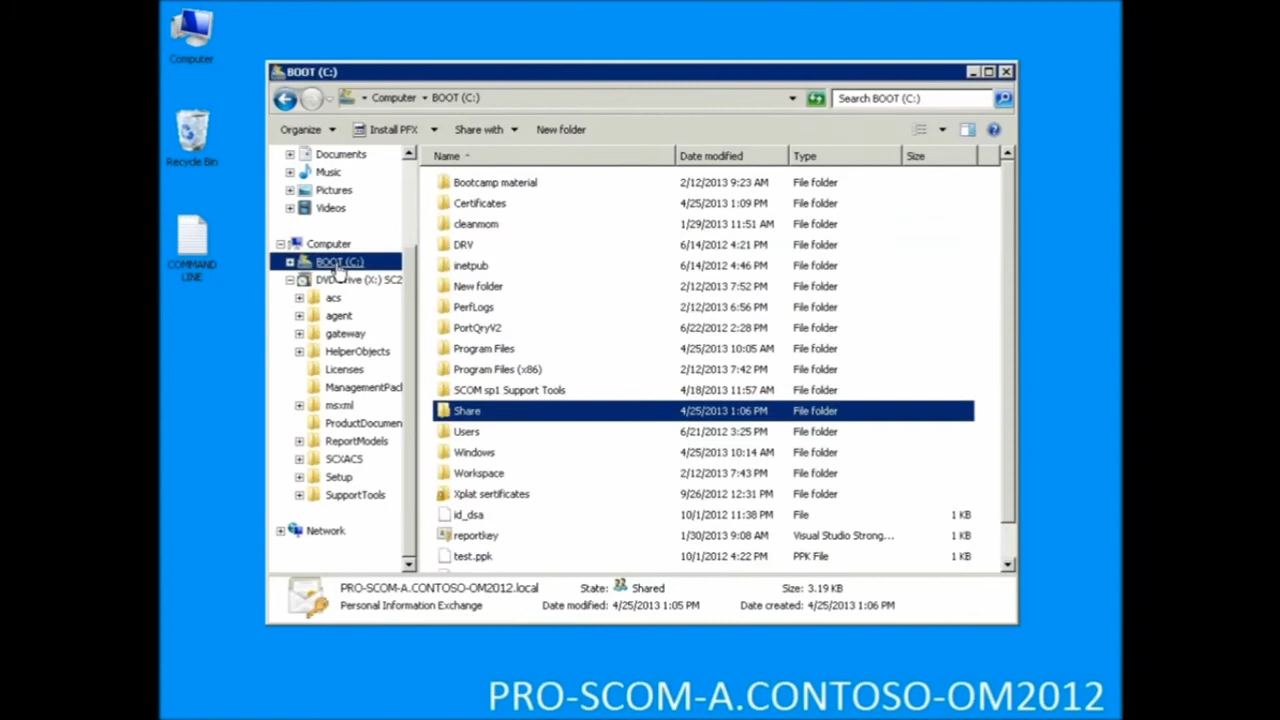 Computer
Recycle Bin
COMMAND
LINE
BOOT (C:)
Computer BOOT (C:)
Search BOOT (C:)
Organize Install PFX Share with New folder
Documents
Music
Pictures
Videos
Computer
BOOT (C:)
DVD Drive (X:) SC2
acs
agent
gateway
HelperObjects
Licenses
ManagementPacl
msxml
ProductDocumen
ReportModels
SCXACS
Setup
SupportTools
Network
Name Date modified Type Size
Bootcamp material 2/12/2013 9:23 AM File folder
Certificates 4/25/2013 1:09 PM File folder
cleanmom 1/29/2013 11:51 AM File folder
DRV 6/14/2012 4:21 PM File folder
inetpub 6/14/2012 4:46 PM File folder
New folder 2/12/2013 7:52 PM File folder
PerfLogs 2/12/2013 6:56 PM File folder
PortQryV2 6/22/2012 2:28 PM File folder
Program Files 4/25/2013 10:05 AM File folder
Program Files (x86) 2/12/2013 7:42 PM File folder
SCOM sp1 Support Tools 4/18/2013 11:57 AM File folder
Share 4/25/2013 1:06 PM File folder
Users 6/21/2012 3:25 PM File folder
Windows 4/25/2013 10:14 AM File folder
Workspace 2/12/2013 7:43 PM File folder
Xplat sertificates 9/26/2012 12:31 PM File folder
id_dsa 10/1/2012 11:38 PM File 1 KB
reportkey 1/30/2013 9:08 AM Visual Studio Strong... 1 KB
test.ppk 10/1/2012 4:22 PM PPK File 1 KB
PRO-SCOM-A.CONTOSO-OM2012.local State: Shared Size: 3.19 KB
Personal Information Exchange Date modified: 4/25/2013 1:05 PM Date created: 4/25/2013 1:06 PM
PRO-SCOM-A.CONTOSO-OM2012